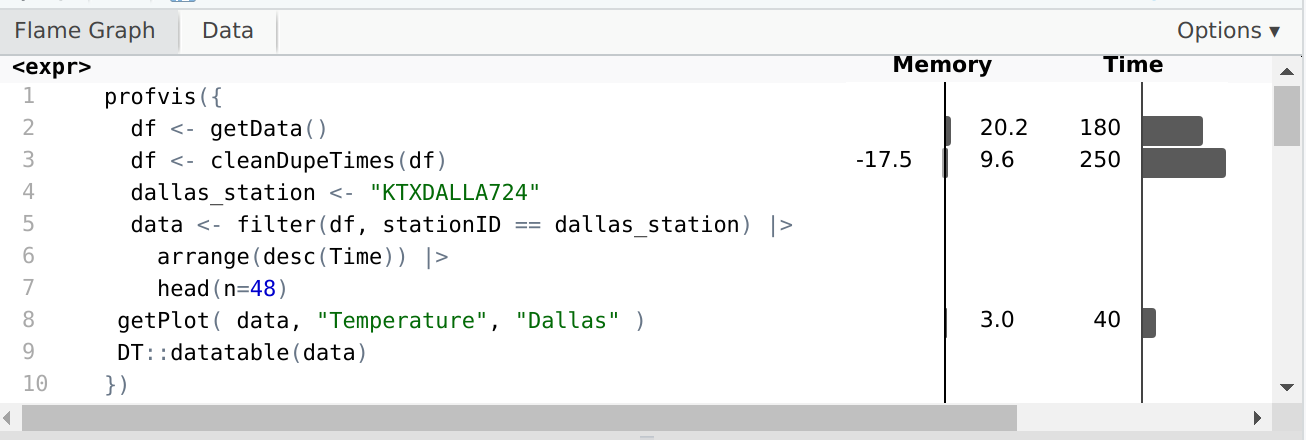 Flame Graph Data Options ▾
<expr> Memory Time
1 profvis({
2 df <- getData() 20.2 180
3 df <- cleanDupeTimes(df) -17.5 9.6 250
4 dallas_station <- "KTXDALLA724"
5 data <- filter(df, stationID == dallas_station) |>
6 arrange(desc(Time)) |>
7 head(n=48)
8 getPlot( data, "Temperature", "Dallas" ) 3.0 40
9 DT::datatable(data)
10 })